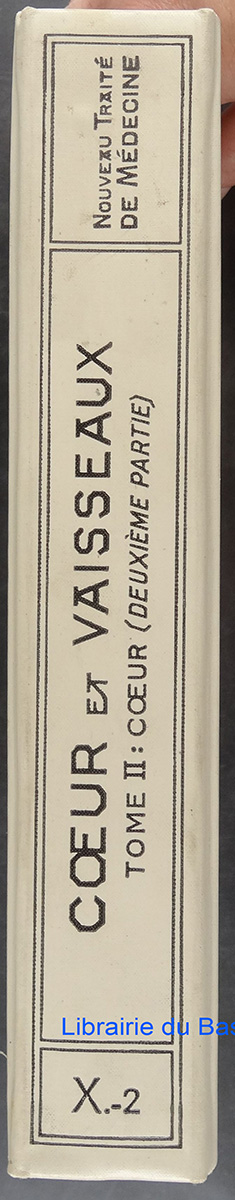 NOUVEAU TRAITÉ
DE MÉDECINE
CŒUR ET VAISSEAUX
TOME II : CŒUR (DEUXIÈME PARTIE)
Librairie du Bas
X.-2